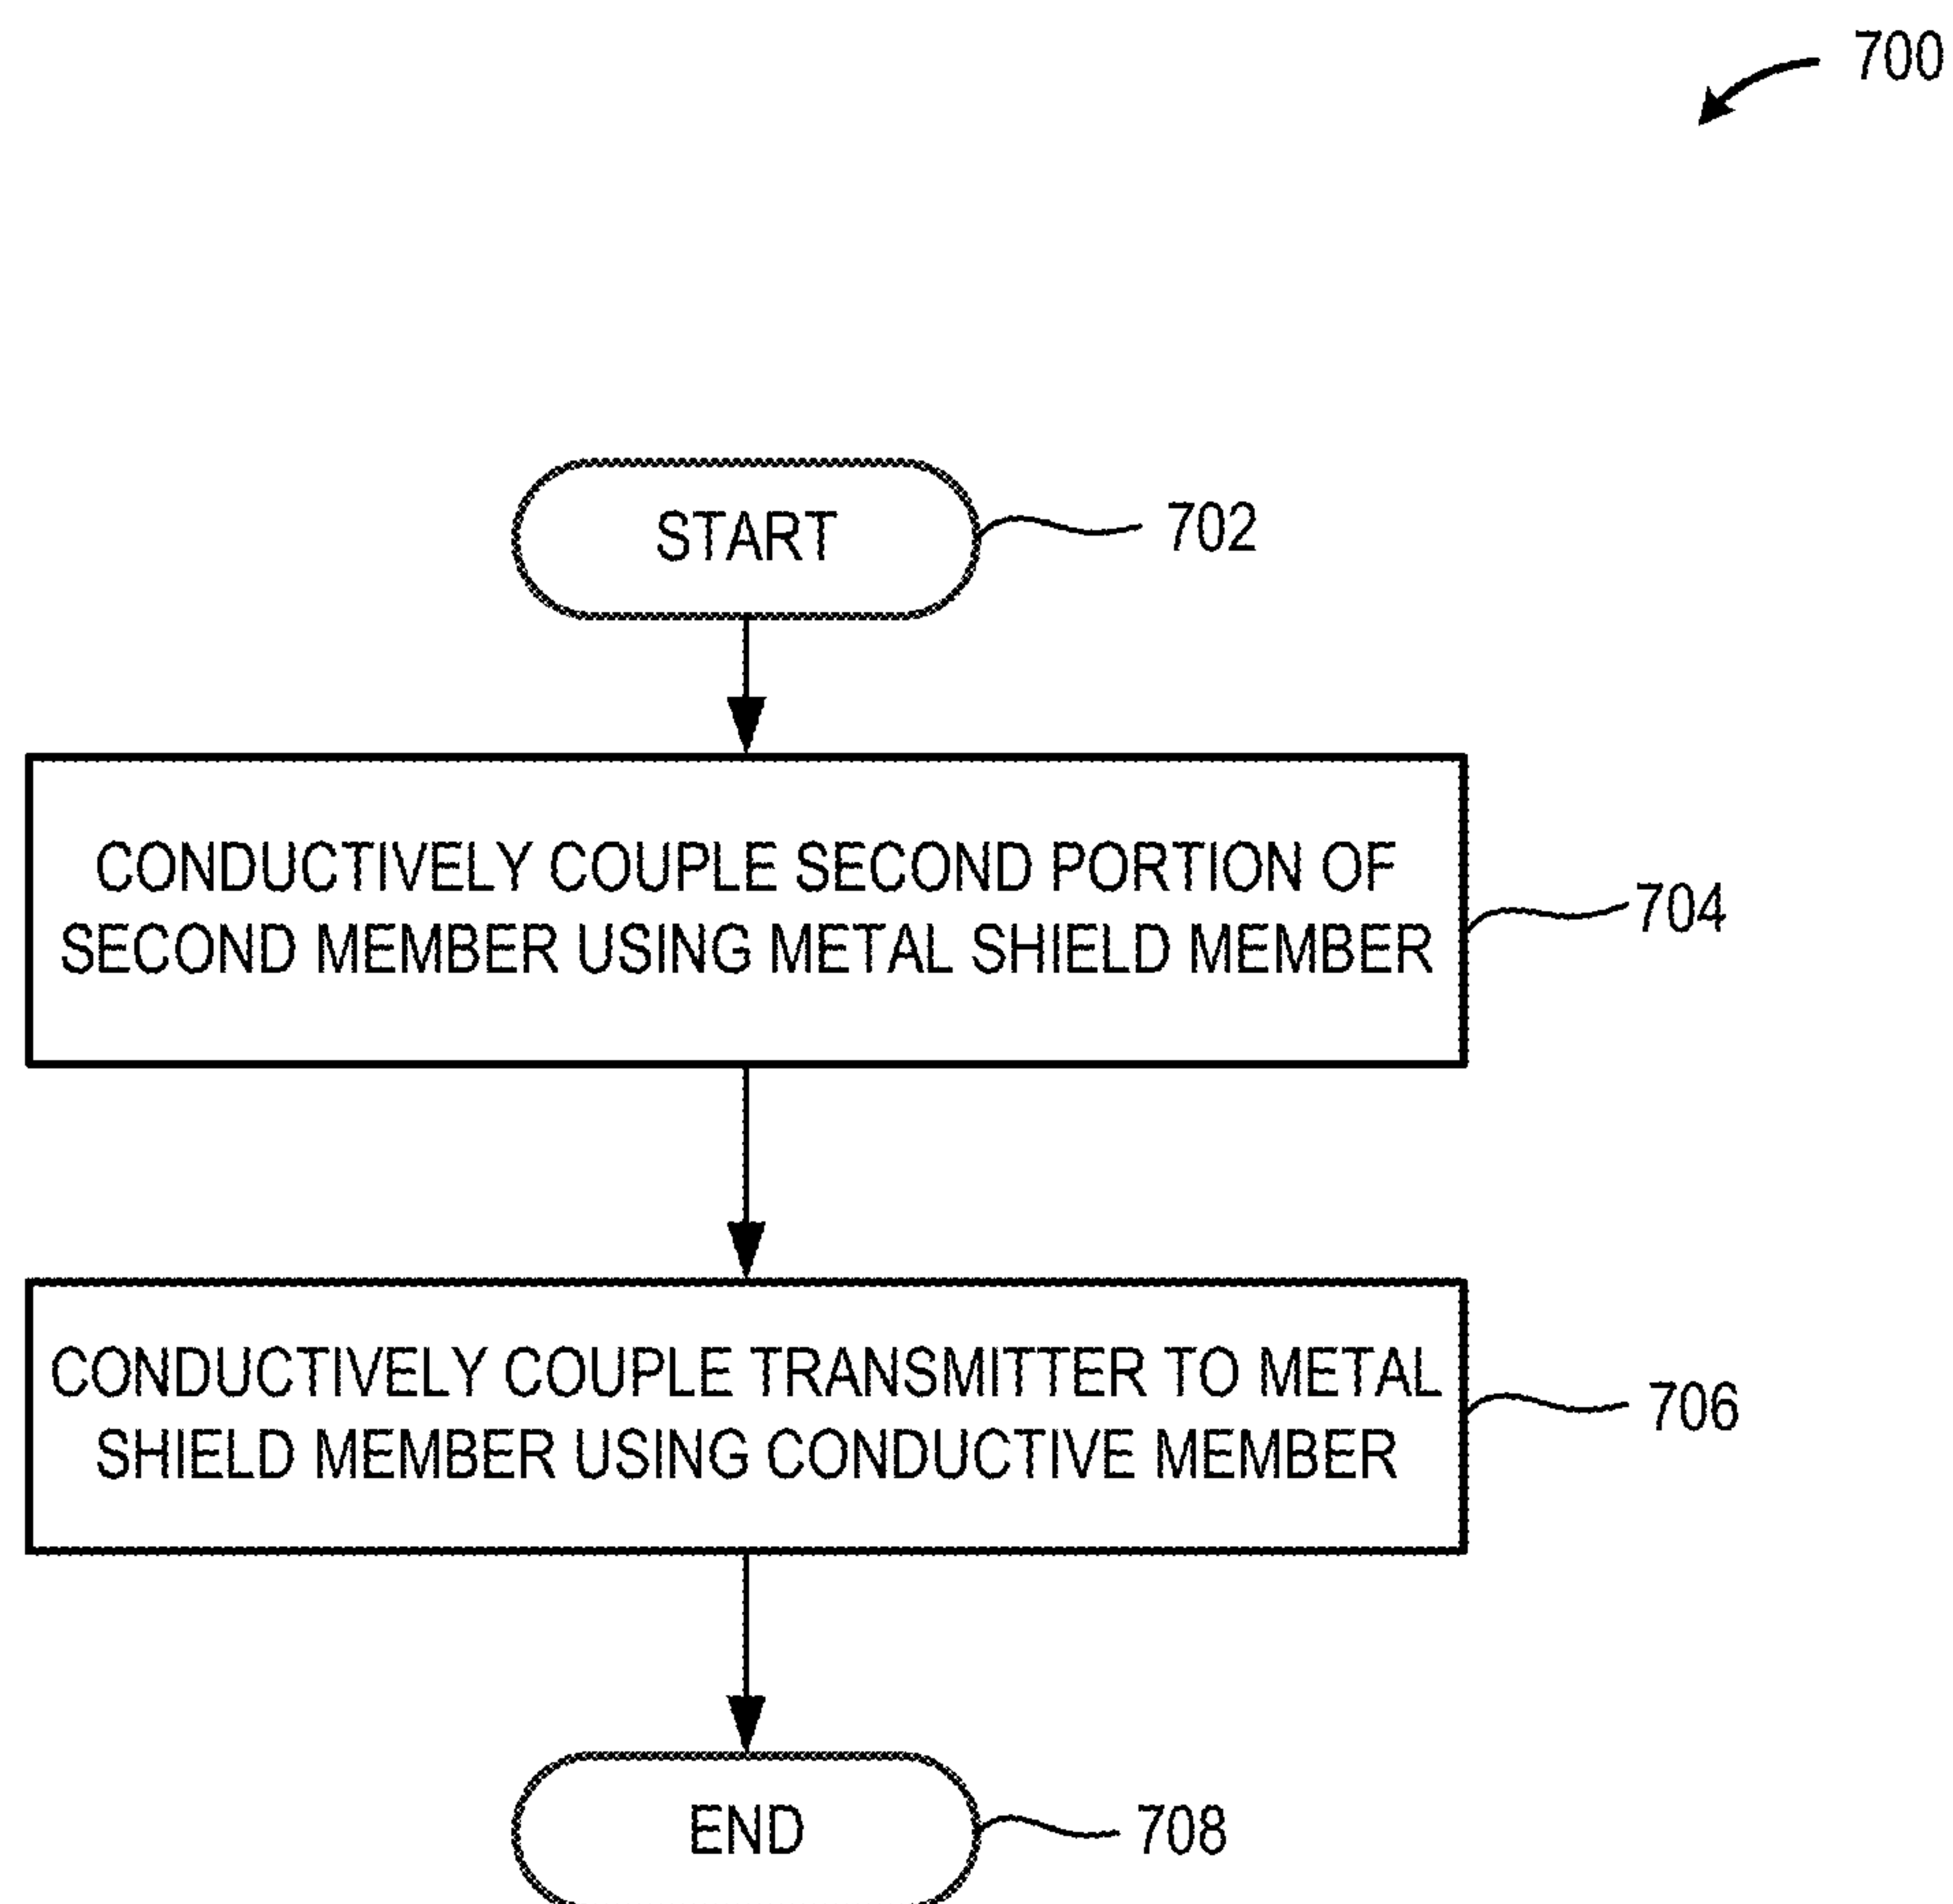 700
START
702
CONDUCTIVELY COUPLE SECOND PORTION OF
SECOND MEMBER USING METAL SHIELD MEMBER
704
CONDUCTIVELY COUPLE TRANSMITTER TO METAL
SHIELD MEMBER USING CONDUCTIVE MEMBER
706
END
708